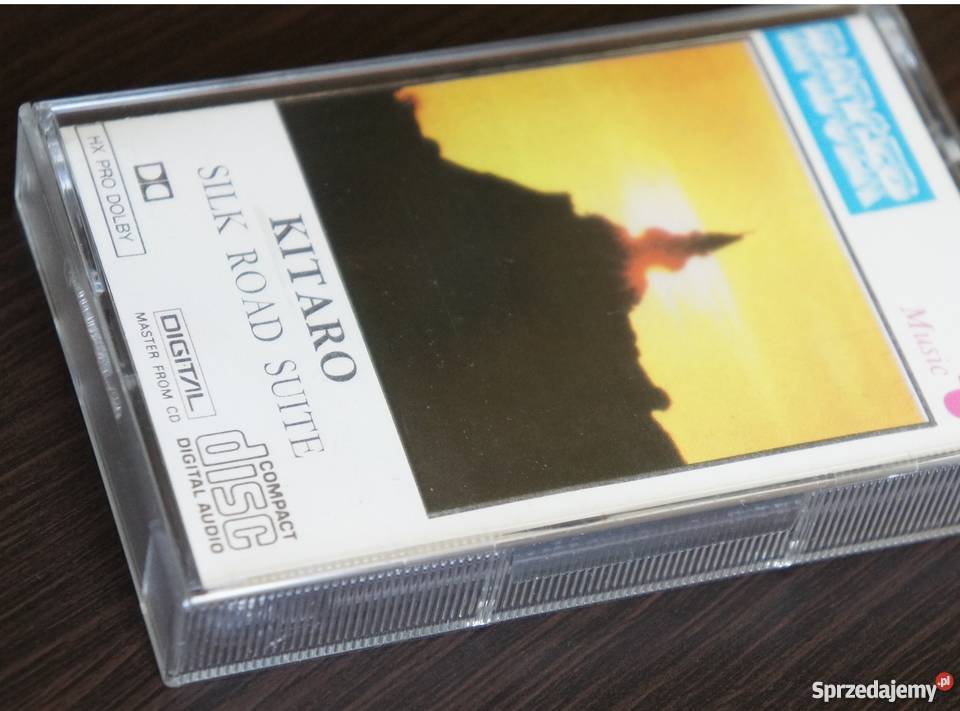 Music
KITARO
SILK ROAD SUITE
HX PRO DOLBY
DIGITAL
MASTER FROM CD
COMPACT
disc
DIGITAL AUDIO
Sprzedajemy.pl